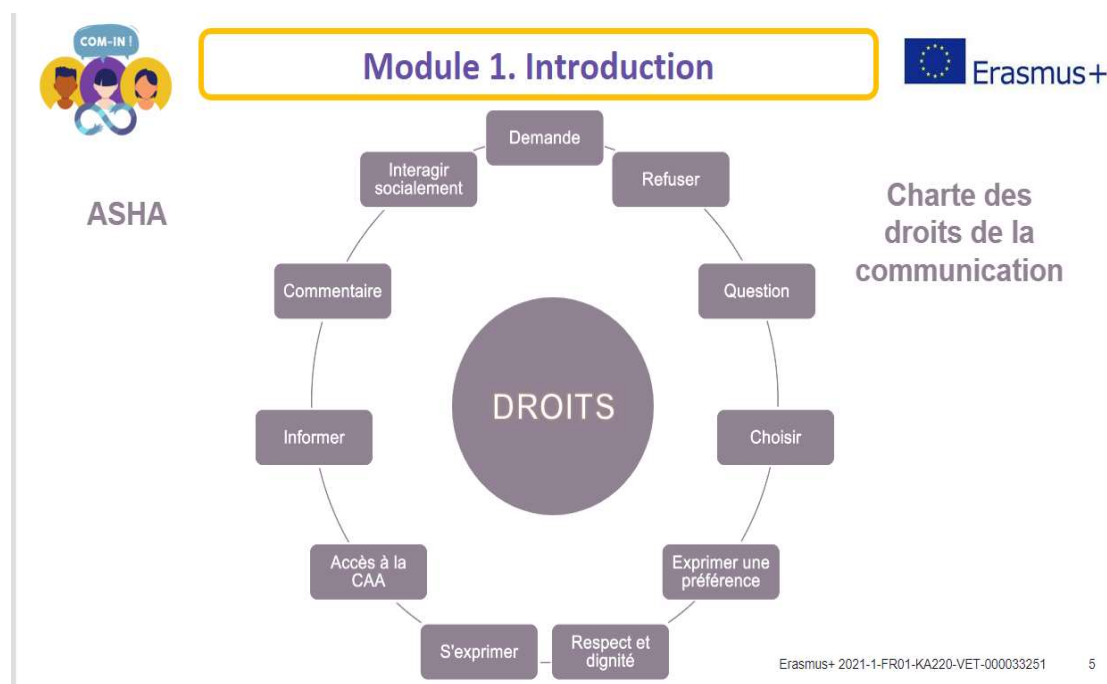 COM-IN !
Module 1. Introduction
Erasmus+
ASHA
Charte des
droits de la
communication
Demande
Refuser
Question
Choisir
Exprimer une
préférence
Respect et
dignité
S'exprimer
Accès à la
CAA
Informer
Commentaire
Interagir
socialement
DROITS
Erasmus+ 2021-1-FR01-KA220-VET-000033251
5